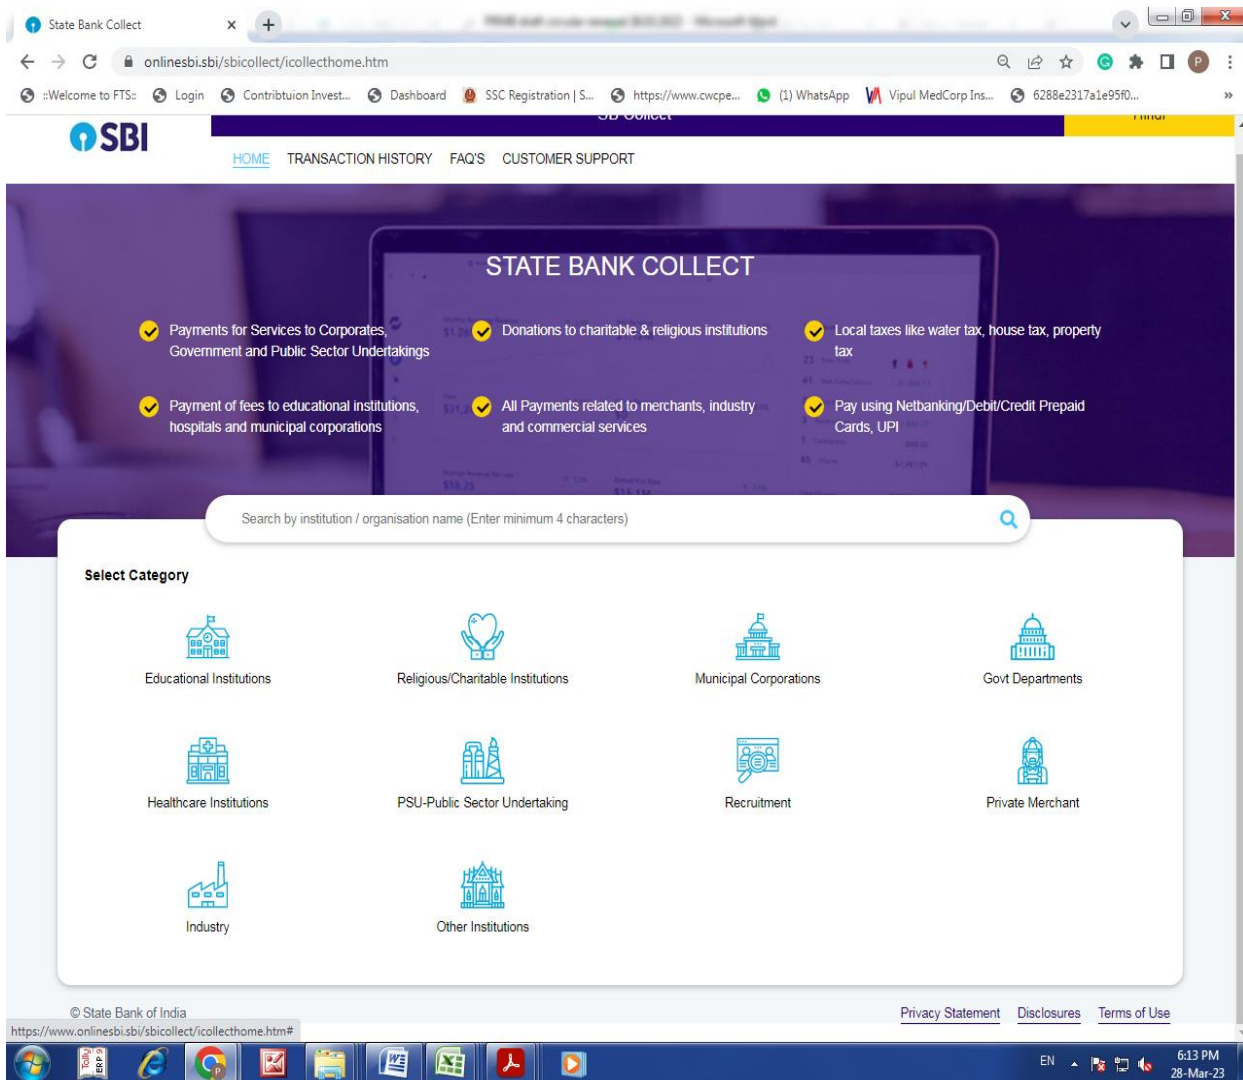 State Bank Collect
onlinesbi.sbi/sbicollect/icollecthome.htm
P
::Welcome to FTS::
Login
Contribtuion Invest...
Dashboard
SSC Registration | S...
https://www.cwcpe...
(1) WhatsApp
Vipul MedCorp Ins...
6288e2317a1e95f0...
»
SBI
SB Collect
Hindi
HOME TRANSACTION HISTORY FAQ'S CUSTOMER SUPPORT
STATE BANK COLLECT
Payments for Services to Corporates,
Government and Public Sector Undertakings
Donations to charitable & religious institutions
Local taxes like water tax, house tax, property
tax
Payment of fees to educational institutions,
hospitals and municipal corporations
All Payments related to merchants, industry
and commercial services
Pay using Netbanking/Debit/Credit Prepaid
Cards, UPI
Search by institution / organisation name (Enter minimum 4 characters)
Select Category
Educational Institutions
Religious/Charitable Institutions
Municipal Corporations
Govt Departments
Healthcare Institutions
PSU-Public Sector Undertaking
Recruitment
Private Merchant
Industry
Other Institutions
© State Bank of India
Privacy Statement Disclosures Terms of Use
https://www.onlinesbi.sbi/sbicollect/icollecthome.htm#
Tally
ERP 9
EN
6:13 PM
28-Mar-23